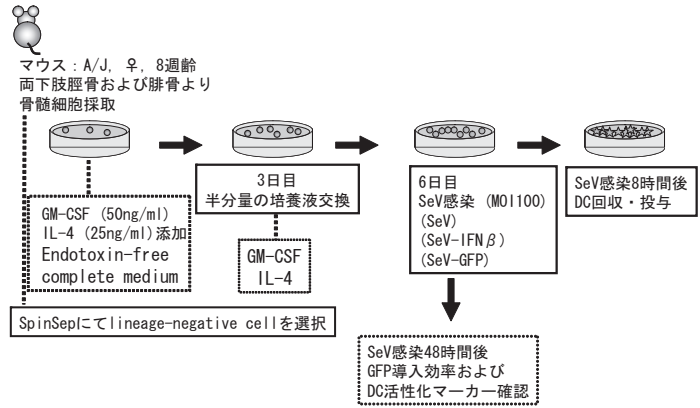 マウス：A/J, ♀, 8週齢
両下肢脛骨および腓骨より
骨髄細胞採取
GM-CSF (50ng/ml)
IL-4 (25ng/ml)添加
Endotoxin-free
complete medium
SpinSepにてlineage-negative cellを選択
3日目
半分量の培養液交換
GM-CSF
IL-4
6日目
SeV感染 (MOI100)
(SeV)
(SeV-IFNβ)
(SeV-GFP)
SeV感染48時間後
GFP導入効率および
DC活性化マーカー確認
SeV感染8時間後
DC回収・投与